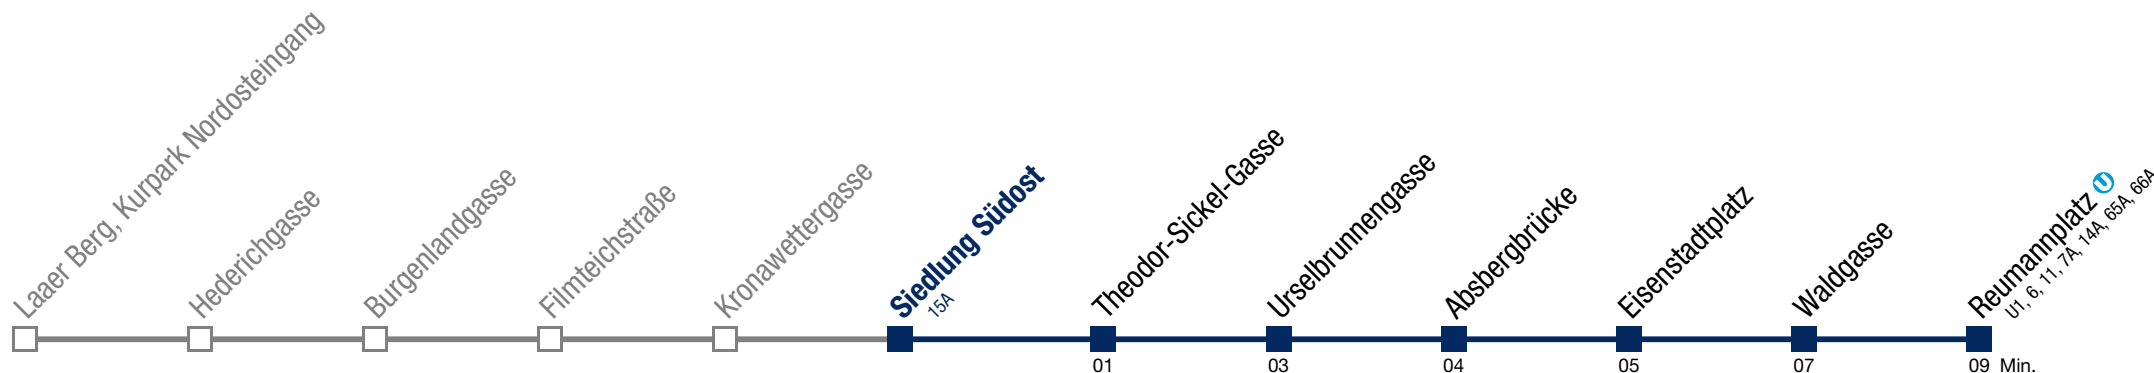 Laaer Berg, Kurpark Nordosteingang
Hederichgasse
Burgenlandgasse
Filmteichstraße
Kronawettergasse
Siedlung Südost
15A
Theodor-Sickel-Gasse
Urselbrunnengasse
Absbergbrücke
Eisenstadtplatz
Waldgasse
Reumannplatz U
U1, 6, 11, 7A, 14A, 65A, 66A
01 03 04 05 07 09 Min.